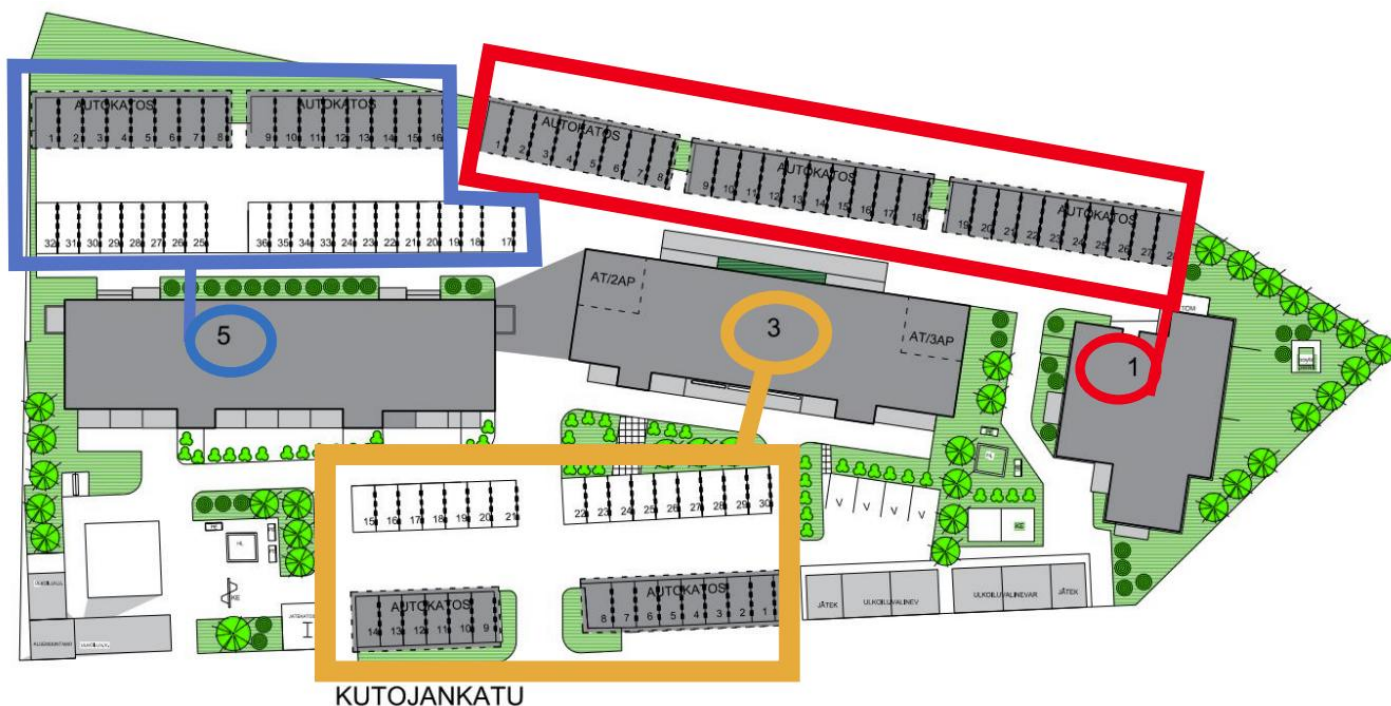 AUTOKATOS
AUTOKATOS
1 2 3 4 5 6 7 8
9 10 11 12 13 14 15 16
32 31 30 29 28 27 26 25
36 35 34 33 24 23 22 21 20 19 18 17
AUTOKATOS
1 2 3 4 5 6 7 8
AUTOKATOS
9 10 11 12 13 14 15 16 17 18
AUTOKATOS
19 20 21 22 23 24 25 26 27
AT/2AP
AT/3AP
5
3
1
15 16 17 18 19 20 21
22 23 24 25 26 27 28 29 30
V V V V
KE
KE
AUTOKATOS
14 13 12 11 10 9
AUTOKATOS
8 7 6 5 4 3 2 1
JÄTEK
ULKOILUVALINEV
ULKOILUVALINEVAR
JÄTEK
KUTOJANKATU